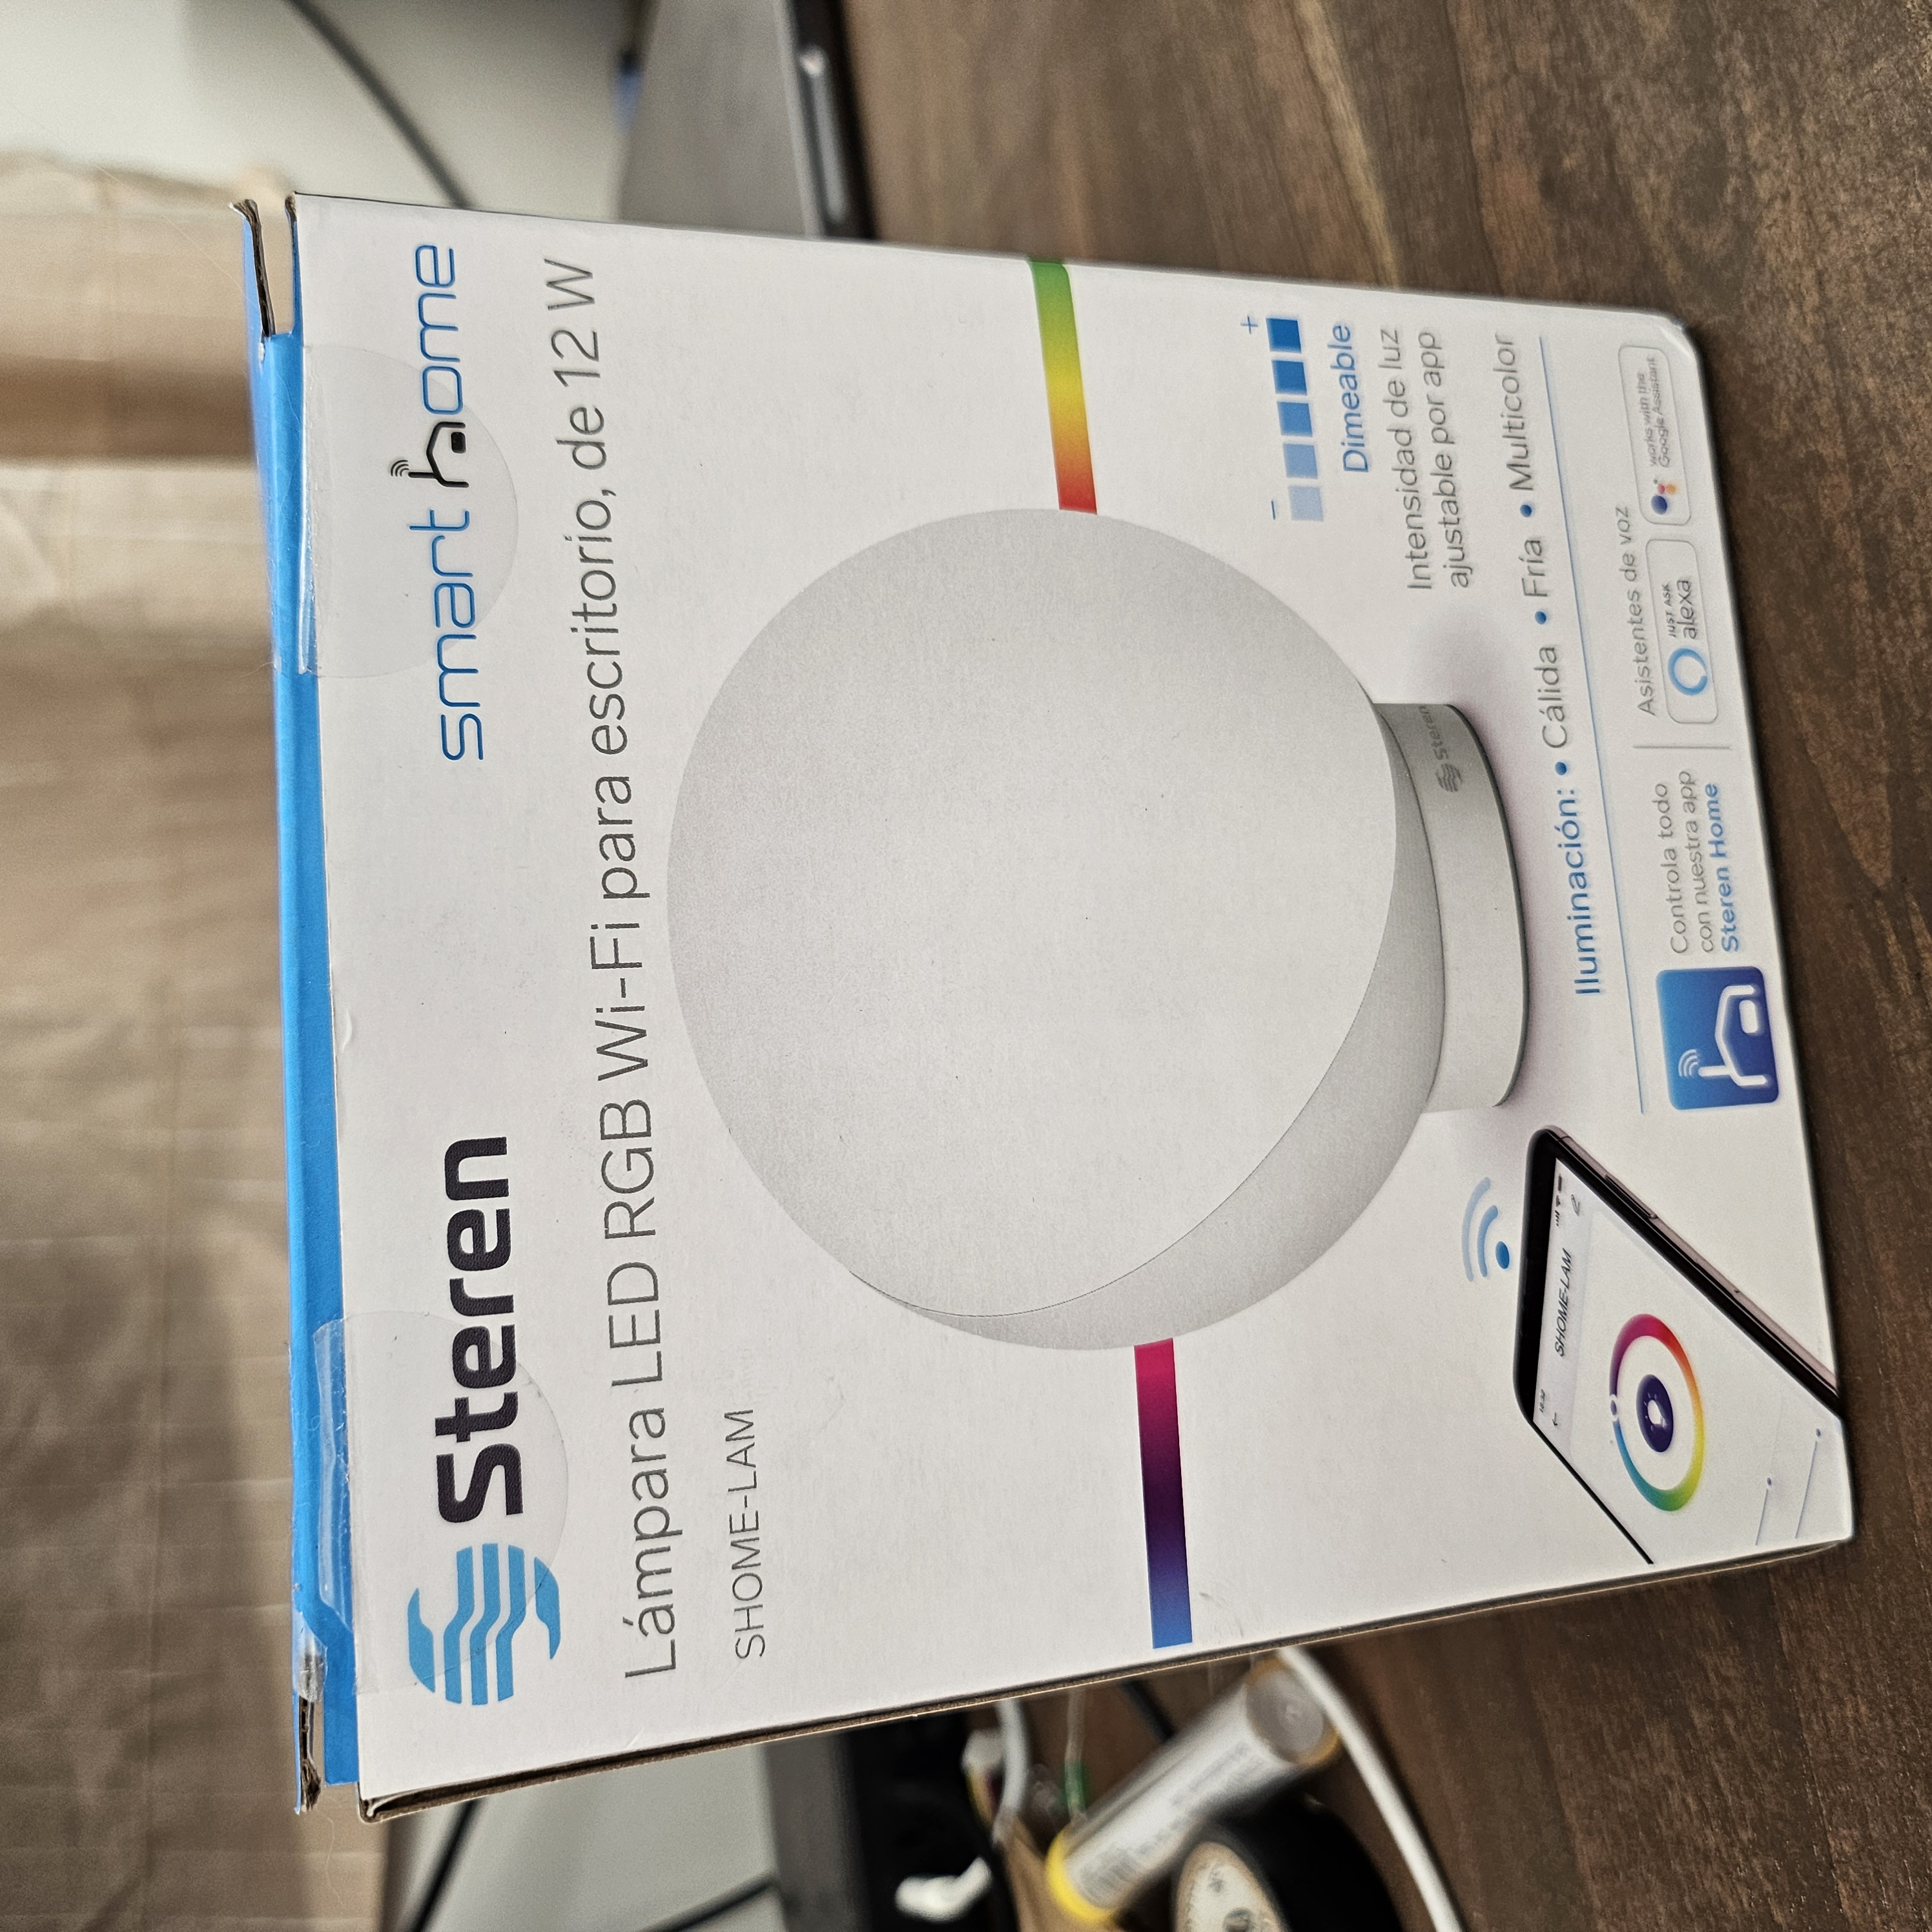 Steren
smart home
Lámpara LED RGB Wi-Fi para escritorio, de 12 W
SHOME-LAM
- +
Dimeable
Intensidad de luz
ajustable por app
Steren
Iluminación: • Cálida • Fría • Multicolor
SHOME-LAM
Controla todo
con nuestra app
Steren Home
Asistentes de voz
JUST ASK
alexa
works with the
Google Assistant